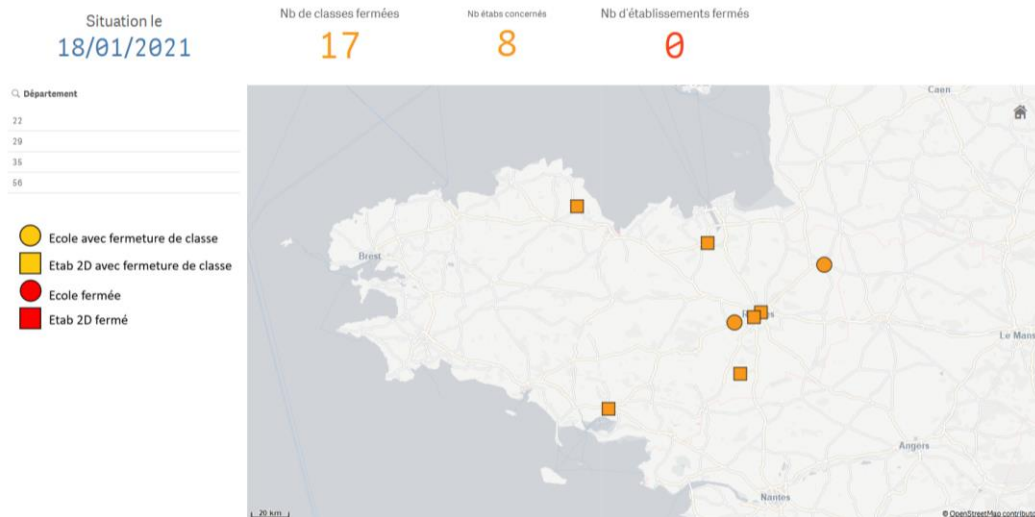 Situation le
18/01/2021
Nb de classes fermées
17
Nb étabs concernés
8
Nb d'établissements fermés
0
Département
22
29
35
56
Ecole avec fermeture de classe
Etab 2D avec fermeture de classe
Ecole fermée
Etab 2D fermé
Caen
Brest
Le Mans
Angers
Nantes
20 km
© OpenStreetMap contributo